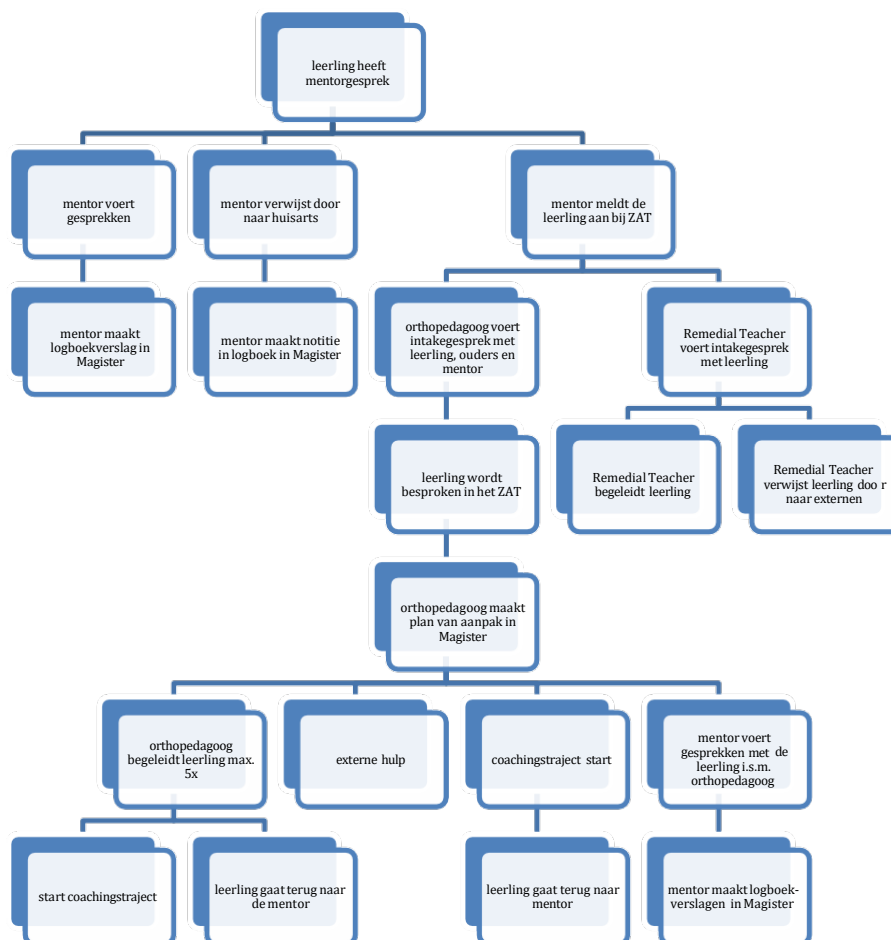 leerling heeft
mentorgesprek
mentor voert
gesprekken
mentor verwijst door
naar huisarts
mentor meldt de
leerling aan bij ZAT
mentor maakt
logboekverslag in
Magister
mentor maakt notitie
in logboek in Magister
orthopedagoog voert
intakegesprek met
leerling, ouders en
mentor
Remedial Teacher
voert intakegesprek
met leerling
leerling wordt
besproken in het ZAT
Remedial Teacher
begeleidt leerling
Remedial Teacher
verwijst leerling doo r
naar externen
orthopedagoog maakt
plan van aanpak in
Magister
orthopedagoog
begeleidt leerling max.
5x
externe hulp
coachingstraject start
mentor voert
gesprekken met de
leerling i.s.m.
orthopedagoog
start coachingstraject
leerling gaat terug naar
de mentor
leerling gaat terug naar
mentor
mentor maakt logboek-
verslagen in Magister